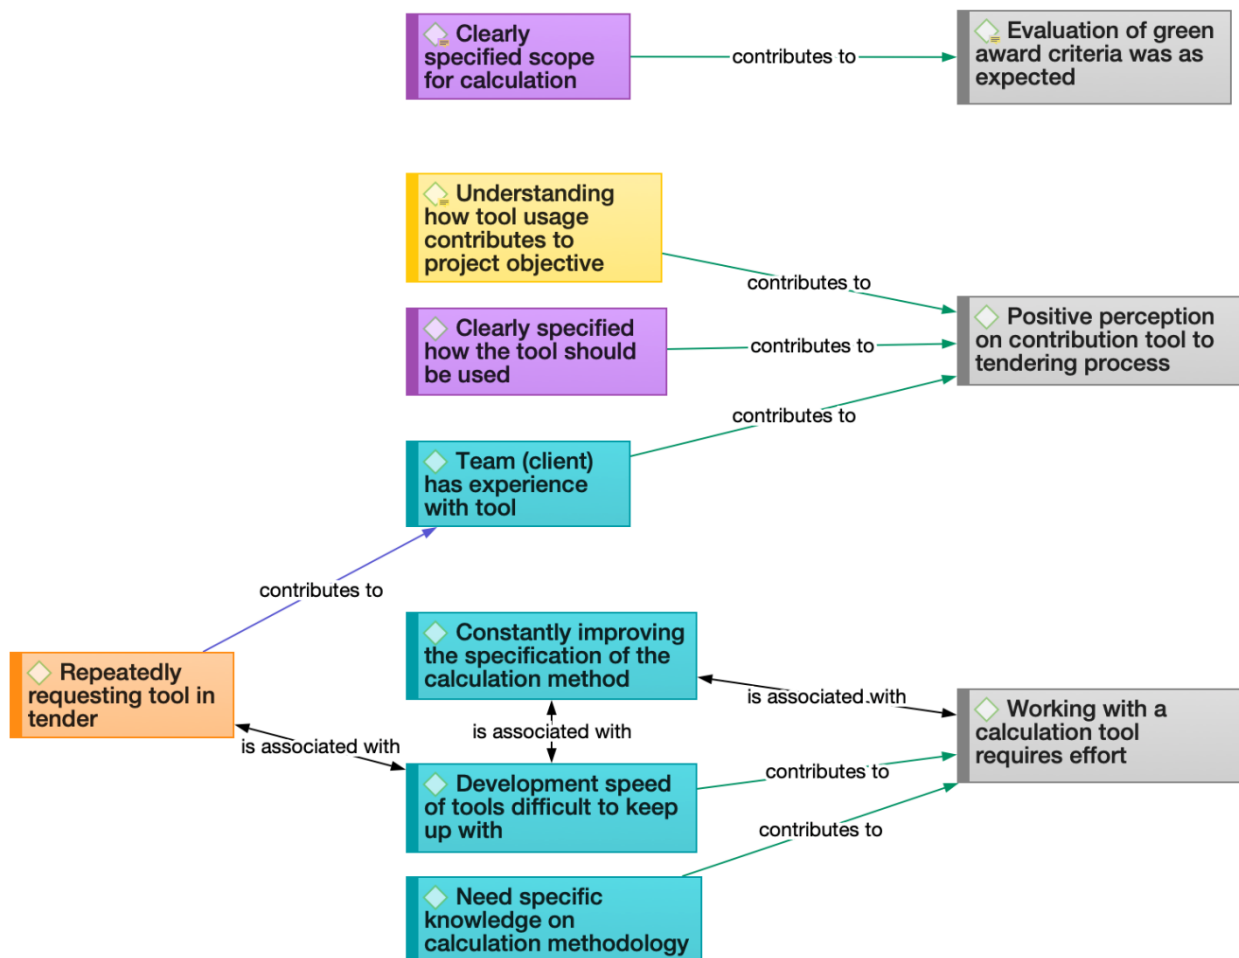 Clearly
specified scope
for calculation
contributes to
Evaluation of green
award criteria was as
expected
Understanding
how tool usage
contributes to
project objective
contributes to
Clearly specified
how the tool should
be used
contributes to
Positive perception
on contribution tool to
tendering process
contributes to
Team (client)
has experience
with tool
contributes to
Repeatedly
requesting tool in
tender
Constantly improving
the specification of the
calculation method
is associated with
is associated with
is associated with
Working with a
calculation tool
requires effort
Development speed
of tools difficult to keep
up with
contributes to
contributes to
Need specific
knowledge on
calculation methodology